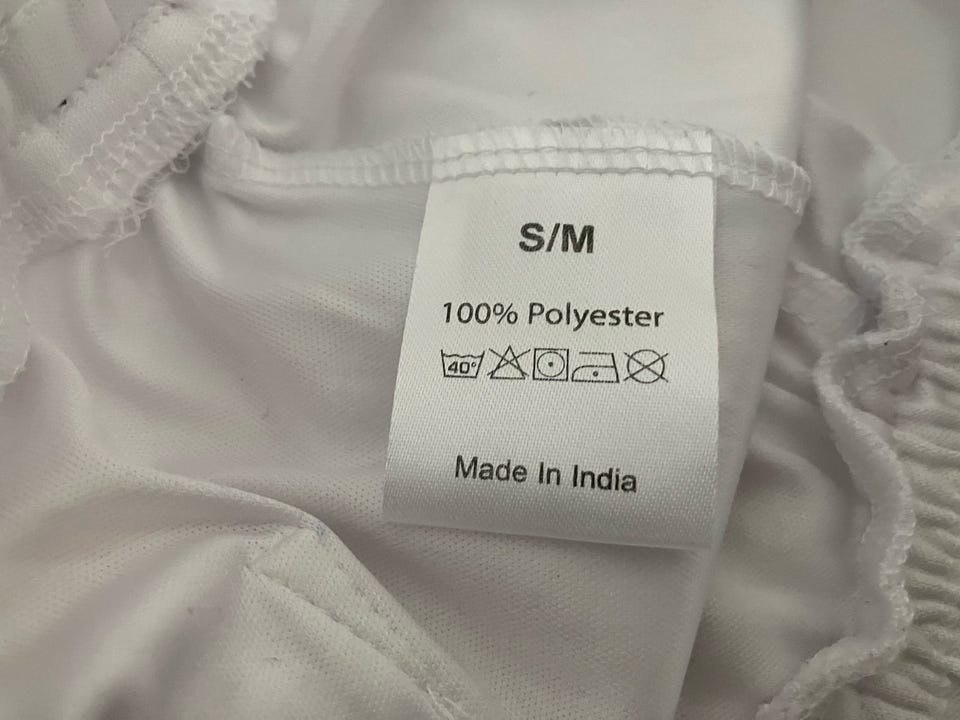 S/M
100% Polyester
40°
Made In India